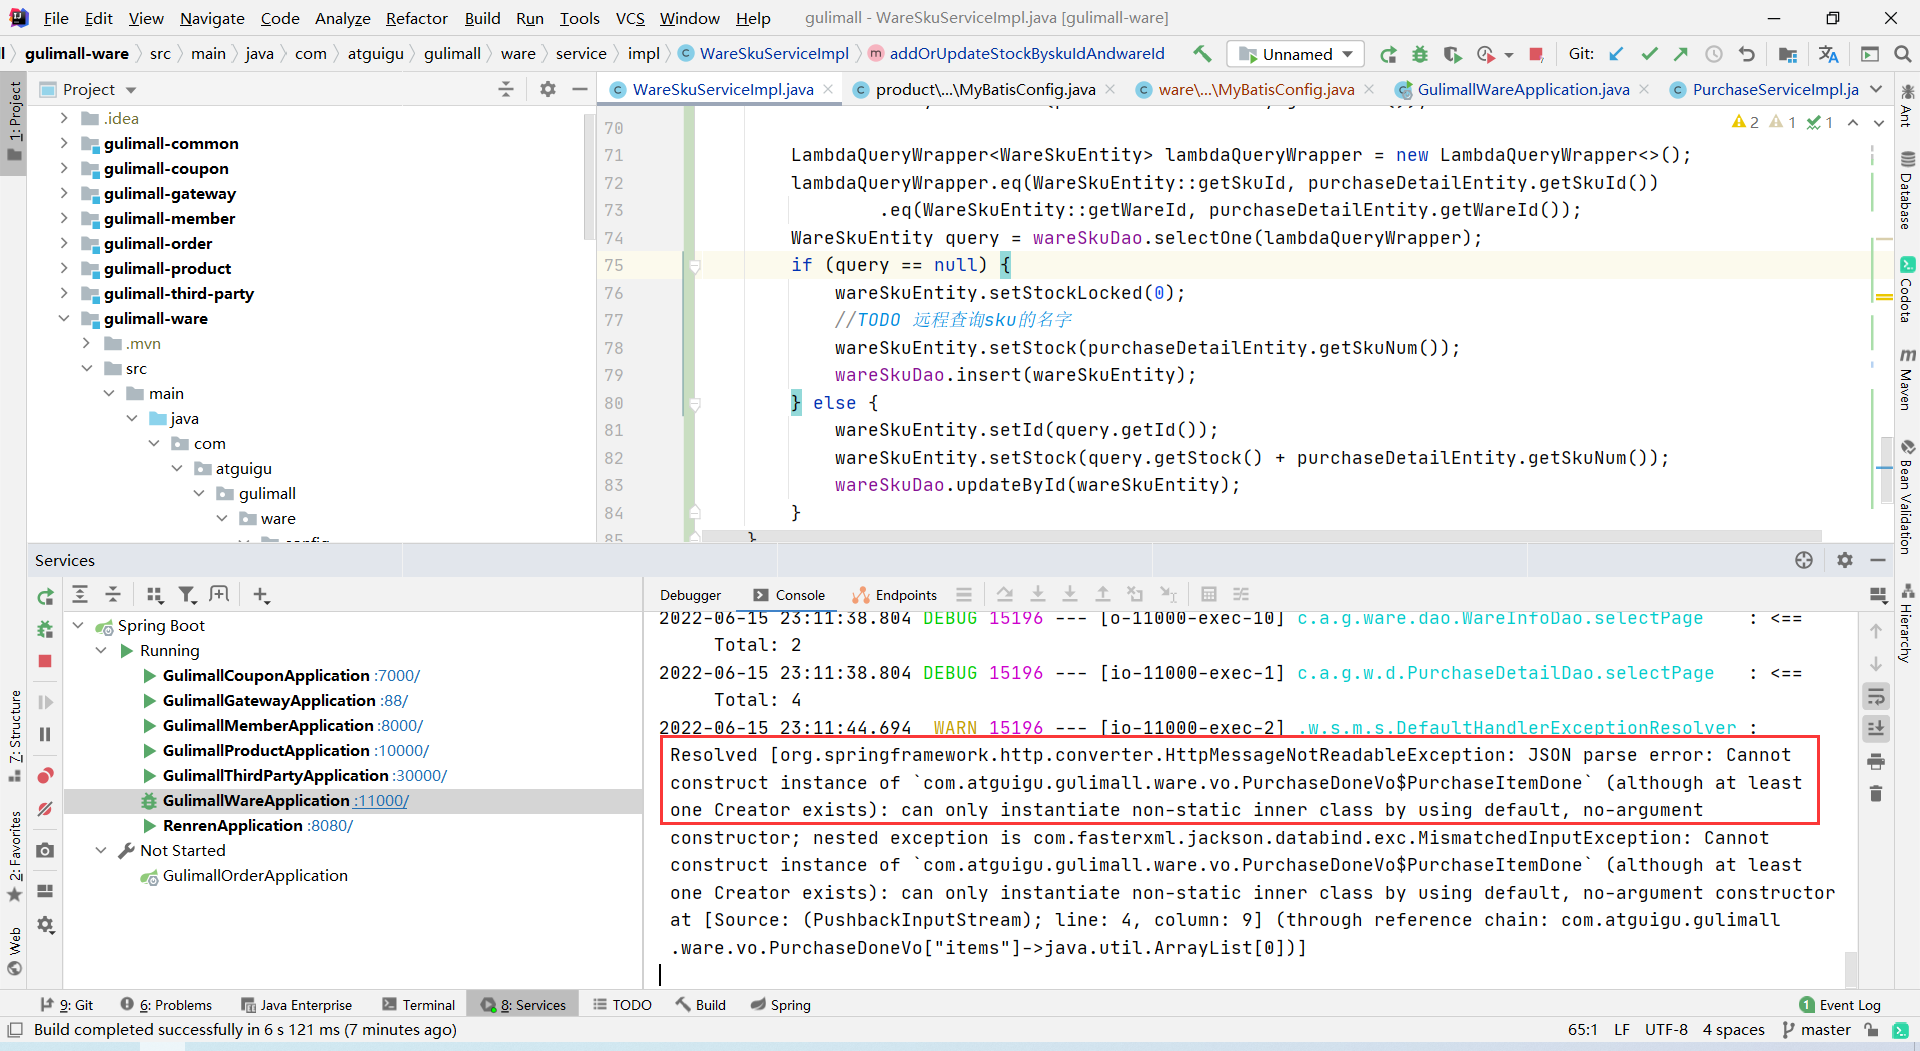 File Edit View Navigate Code Analyze Refactor Build Run Tools VCS Window Help gulimall - WareSkuServiceImpl.java [gulimall-ware]
gulimall-ware src main java com atguigu gulimall ware service impl WareSkuServiceImpl addOrUpdateStockByskuIdAndwareId Unnamed Git:
Project WareSkuServiceImpl.java product\...\MyBatisConfig.java ware\...\MyBatisConfig.java GulimallWareApplication.java PurchaseServiceImpl.ja
1: Project
.idea
gulimall-common
gulimall-coupon
gulimall-gateway
gulimall-member
gulimall-order
gulimall-product
gulimall-third-party
gulimall-ware
.mvn
src
main
java
com
atguigu
gulimall
ware
config
2 1 1
70
71 LambdaQueryWrapper<WareSkuEntity> lambdaQueryWrapper = new LambdaQueryWrapper<>();
72 lambdaQueryWrapper.eq(WareSkuEntity::getSkuId, purchaseDetailEntity.getSkuId())
73 .eq(WareSkuEntity::getWareId, purchaseDetailEntity.getWareId());
74 WareSkuEntity query = wareSkuDao.selectOne(lambdaQueryWrapper);
75 if (query == null) {
76 wareSkuEntity.setStockLocked(0);
77 //TODO 远程查询sku的名字
78 wareSkuEntity.setStock(purchaseDetailEntity.getSkuNum());
79 wareSkuDao.insert(wareSkuEntity);
80 } else {
81 wareSkuEntity.setId(query.getId());
82 wareSkuEntity.setStock(query.getStock() + purchaseDetailEntity.getSkuNum());
83 wareSkuDao.updateById(wareSkuEntity);
84 }
85 }
Ant
Database
Codota
Maven
Bean Validation
Hierarchy
Services
7: Structure
2: Favorites
Web
Spring Boot
Running
GulimallCouponApplication :7000/
GulimallGatewayApplication :88/
GulimallMemberApplication :8000/
GulimallProductApplication :10000/
GulimallThirdPartyApplication :30000/
GulimallWareApplication :11000/
RenrenApplication :8080/
Not Started
GulimallOrderApplication
Debugger Console Endpoints
2022-06-15 23:11:38.804 DEBUG 15196 --- [o-11000-exec-10] c.a.g.ware.dao.WareInfoDao.selectPage : <==
Total: 2
2022-06-15 23:11:38.804 DEBUG 15196 --- [io-11000-exec-1] c.a.g.w.d.PurchaseDetailDao.selectPage : <==
Total: 4
2022-06-15 23:11:44.694 WARN 15196 --- [io-11000-exec-2] .w.s.m.s.DefaultHandlerExceptionResolver :
Resolved [org.springframework.http.converter.HttpMessageNotReadableException: JSON parse error: Cannot
construct instance of `com.atguigu.gulimall.ware.vo.PurchaseDoneVo$PurchaseItemDone` (although at least
one Creator exists): can only instantiate non-static inner class by using default, no-argument
constructor; nested exception is com.fasterxml.jackson.databind.exc.MismatchedInputException: Cannot
construct instance of `com.atguigu.gulimall.ware.vo.PurchaseDoneVo$PurchaseItemDone` (although at least
one Creator exists): can only instantiate non-static inner class by using default, no-argument constructor
at [Source: (PushbackInputStream); line: 4, column: 9] (through reference chain: com.atguigu.gulimall
.ware.vo.PurchaseDoneVo["items"]->java.util.ArrayList[0])]
9: Git 6: Problems Java Enterprise Terminal 8: Services TODO Build Spring 1 Event Log
Build completed successfully in 6 s 121 ms (7 minutes ago) 65:1 LF UTF-8 4 spaces master